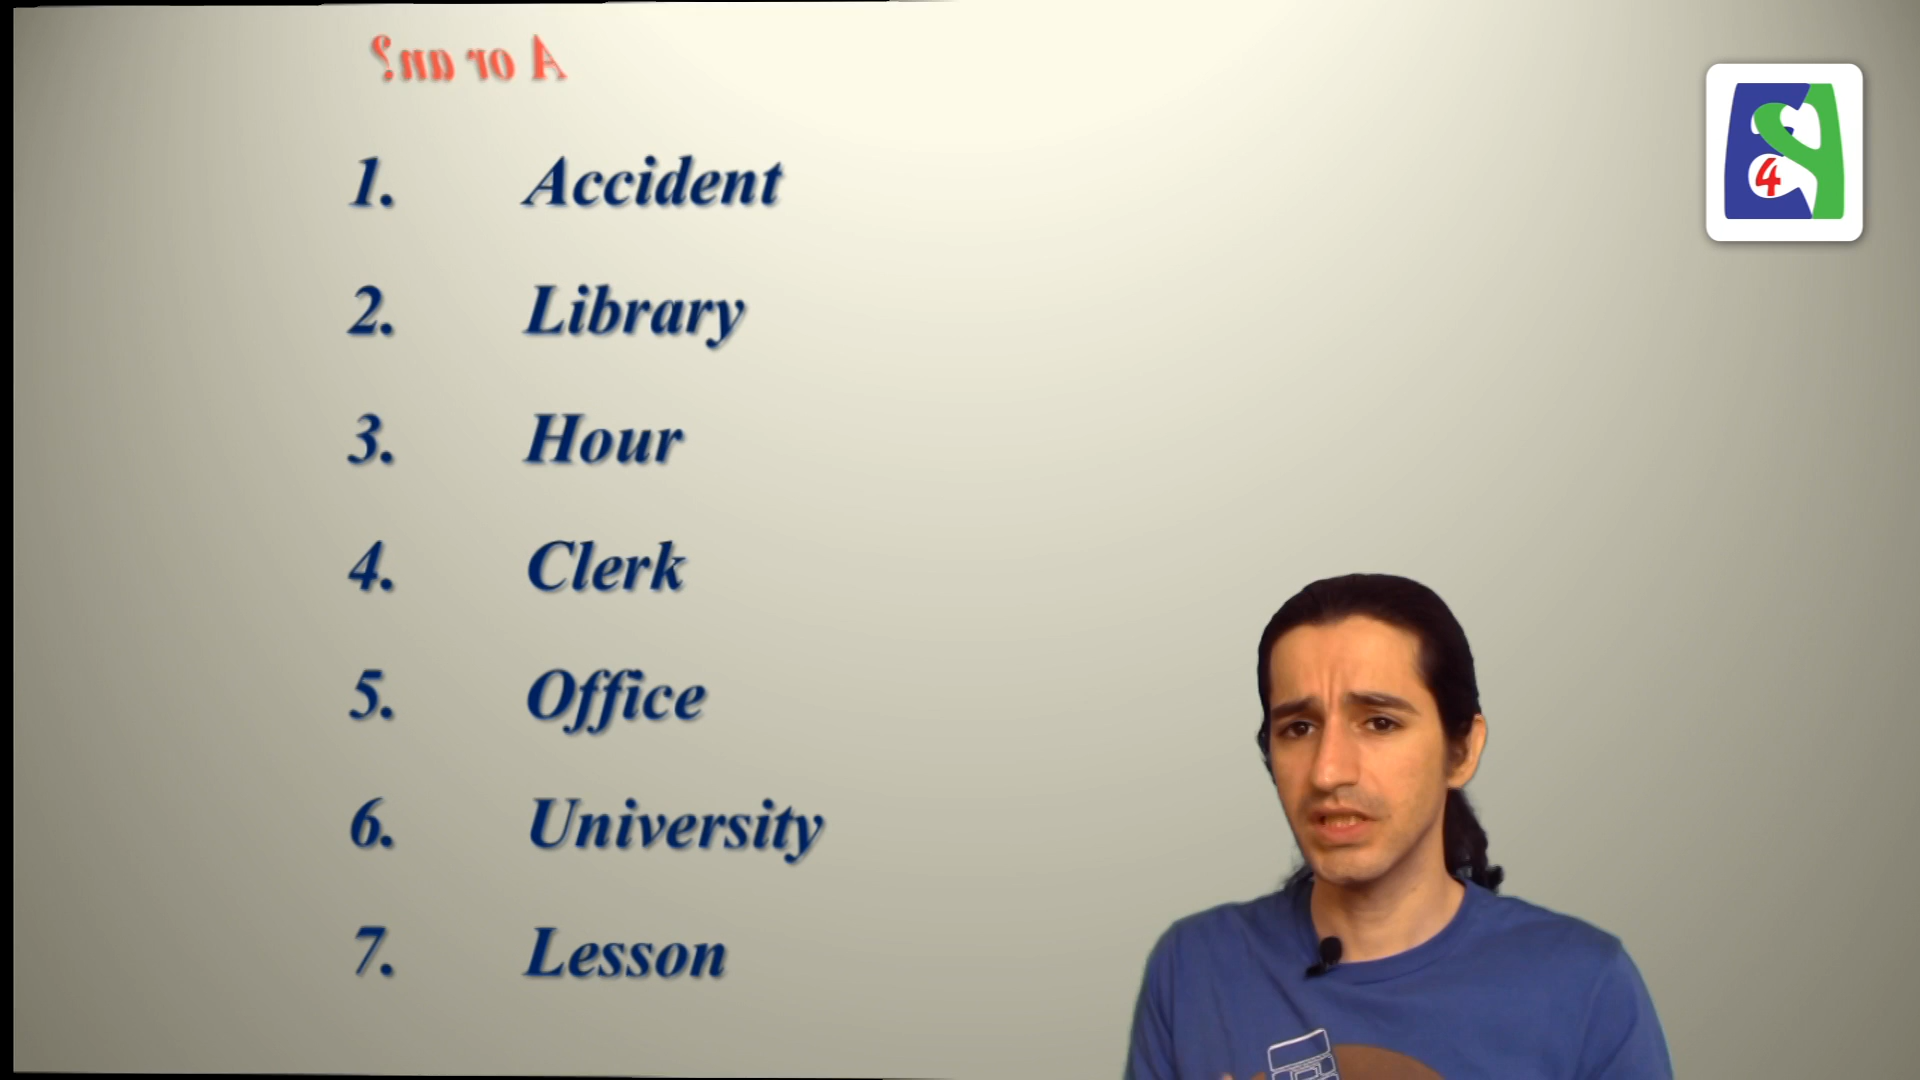 A or an?
1. Accident
2. Library
3. Hour
4. Clerk
5. Office
6. University
7. Lesson
4